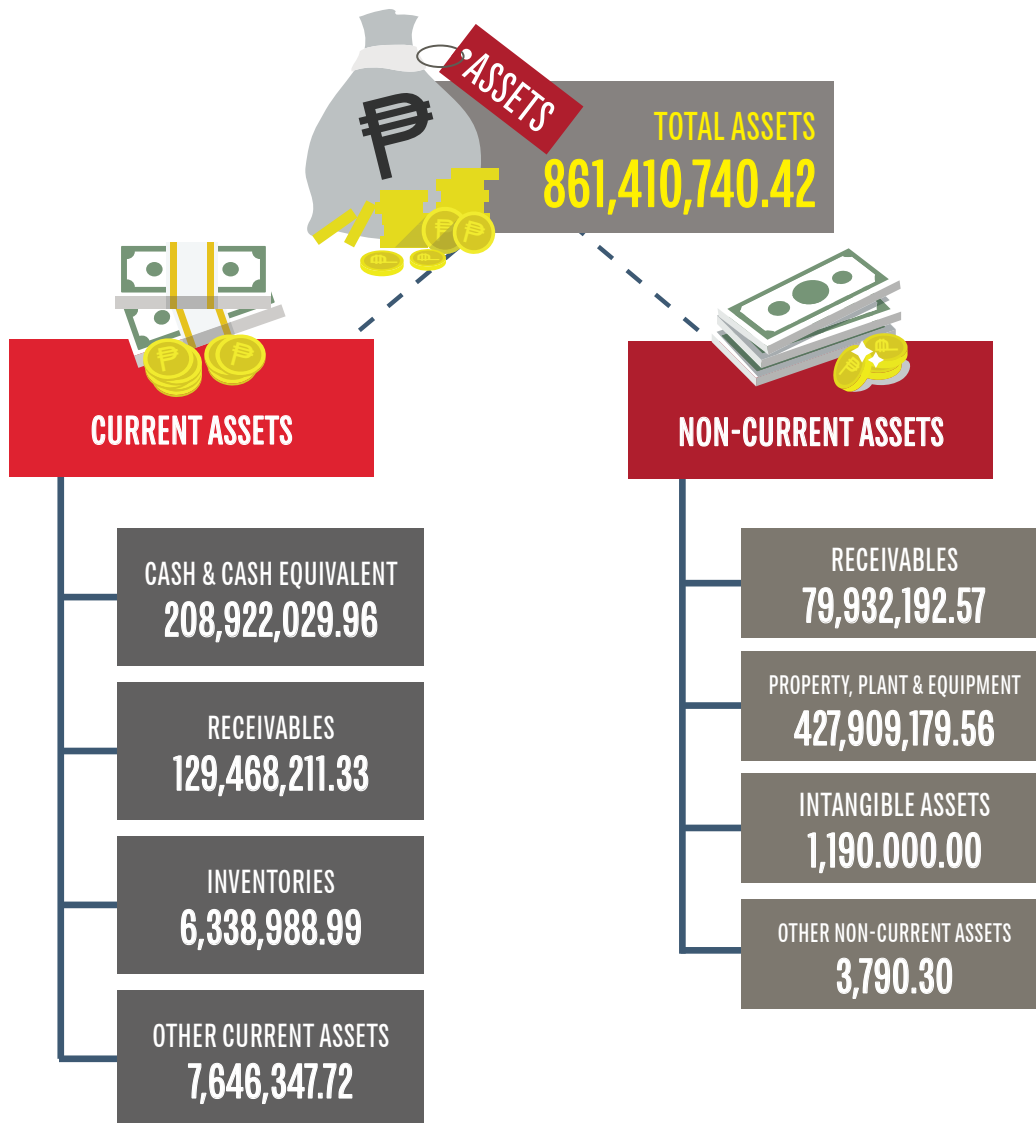 ASSETS
TOTAL ASSETS
861,410,740.42
CURRENT ASSETS
CASH & CASH EQUIVALENT
208,922,029.96
RECEIVABLES
129,468,211.33
INVENTORIES
6,338,988.99
OTHER CURRENT ASSETS
7,646,347.72
NON-CURRENT ASSETS
RECEIVABLES
79,932,192.57
PROPERTY, PLANT & EQUIPMENT
427,909,179.56
INTANGIBLE ASSETS
1,190.000.00
OTHER NON-CURRENT ASSETS
3,790.30